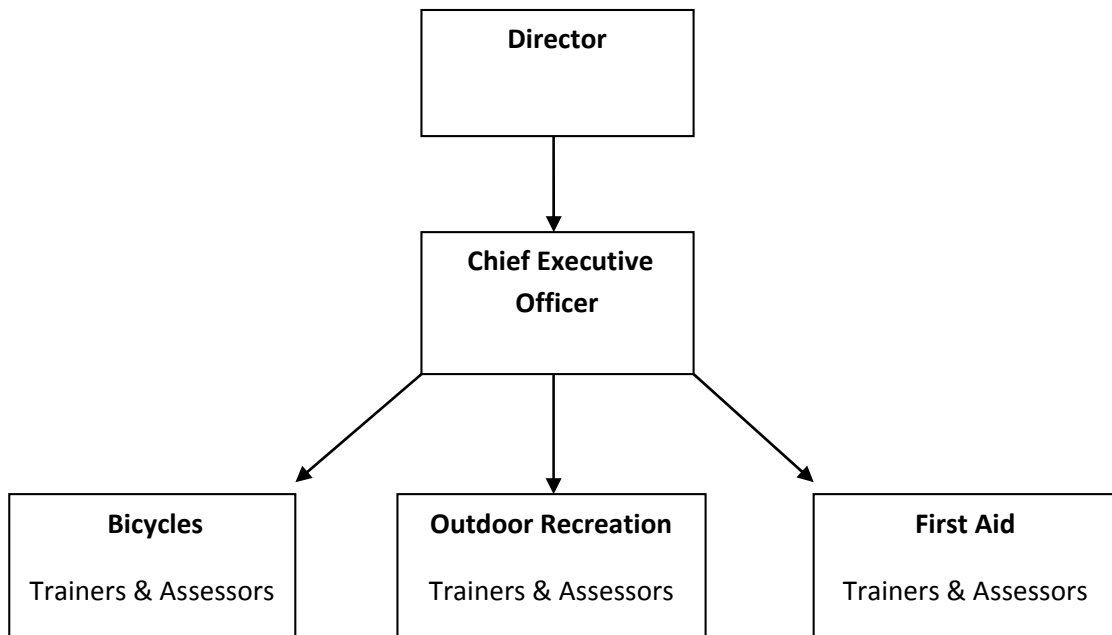 Director
Chief Executive
Officer
Bicycles
Trainers & Assessors
Outdoor Recreation
Trainers & Assessors
First Aid
Trainers & Assessors